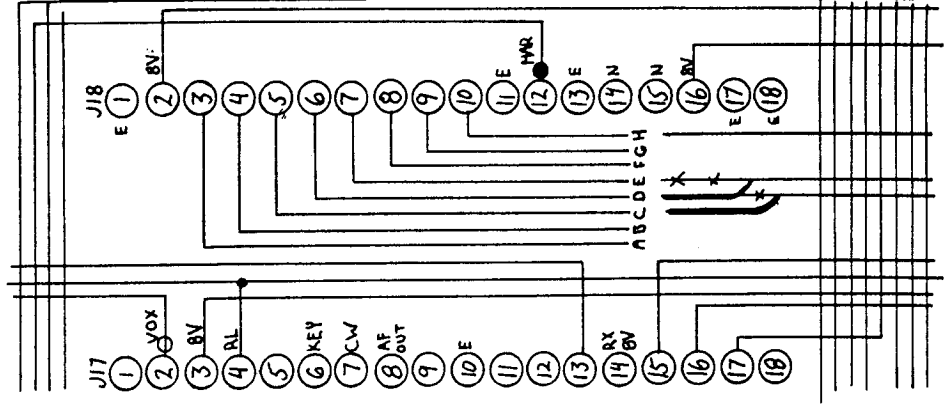 J18
1 2 3 4 5 6 7 8 9 10 11 12 13 14 15 16 17 18
E 8V E HAR E N N 8V E E
H
G
F
E
D
C
B
A
J17
1 2 3 4 5 6 7 8 9 10 11 12 13 14 15 16 17 18
VOX 8V RL KEY CW AF OUT E RX 8V